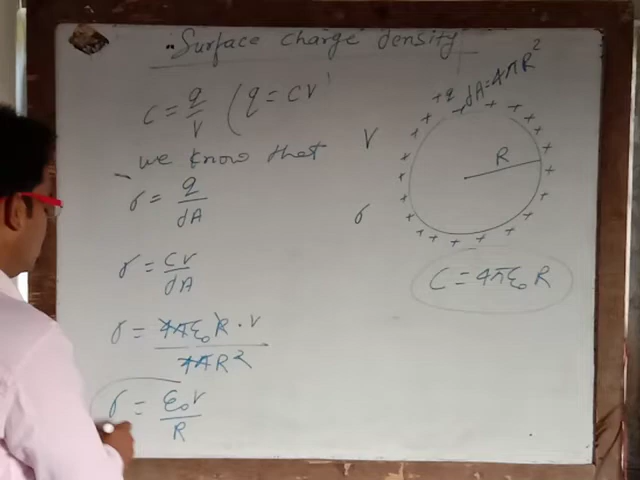 Surface charge density
C = q/V ( q = CV
we know that
σ = q/dA
σ = CV/dA
σ = 4πε₀R·V/4πR²
σ = ε₀V/R
+q dA=4πR²
V
R
σ
C = 4πε₀R